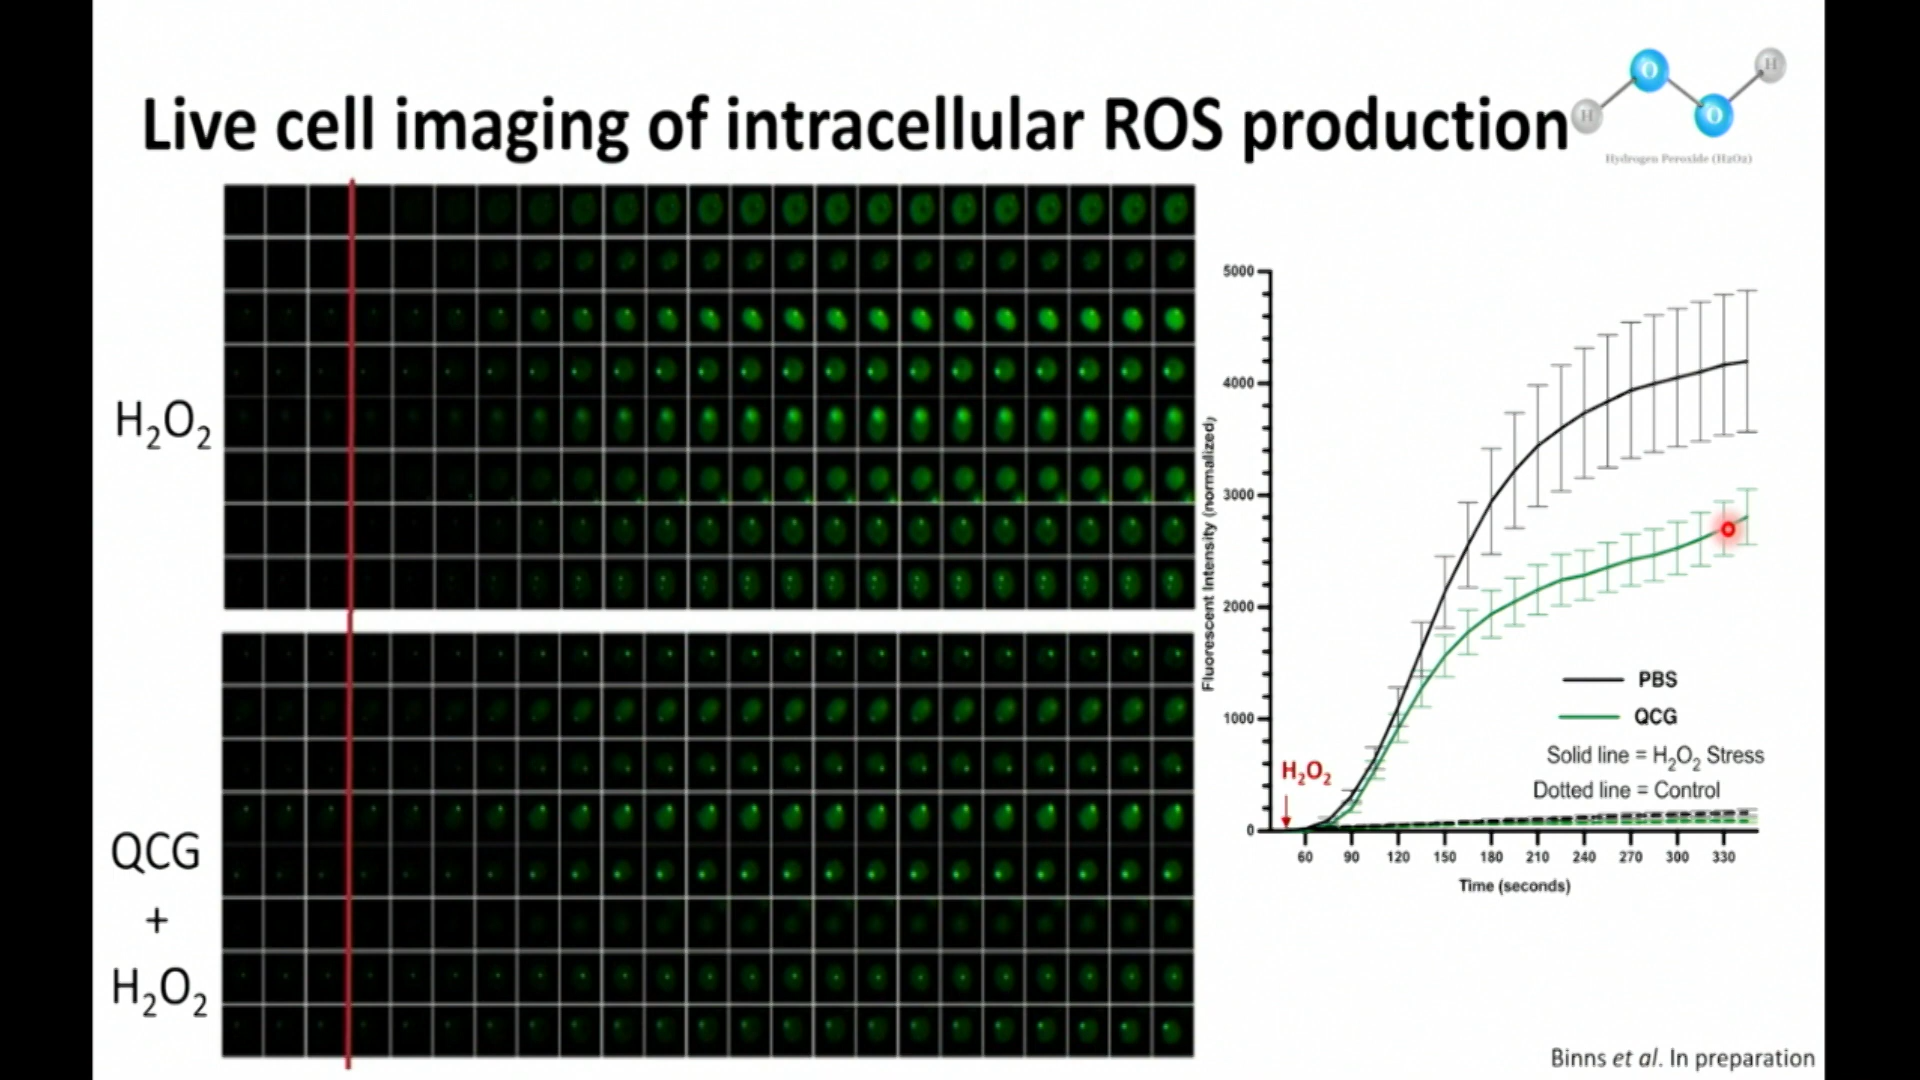 Live cell imaging of intracellular ROS production
H
O
O
H
Hydrogen Peroxide (H2O2)
H₂O₂
QCG
+
H₂O₂
Fluorescent Intensity (normalized)
5000
4000
3000
2000
1000
0
H₂O₂
PBS
QCG
Solid line = H₂O₂ Stress
Dotted line = Control
60 90 120 150 180 210 240 270 300 330
Time (seconds)
Binns et al. In preparation